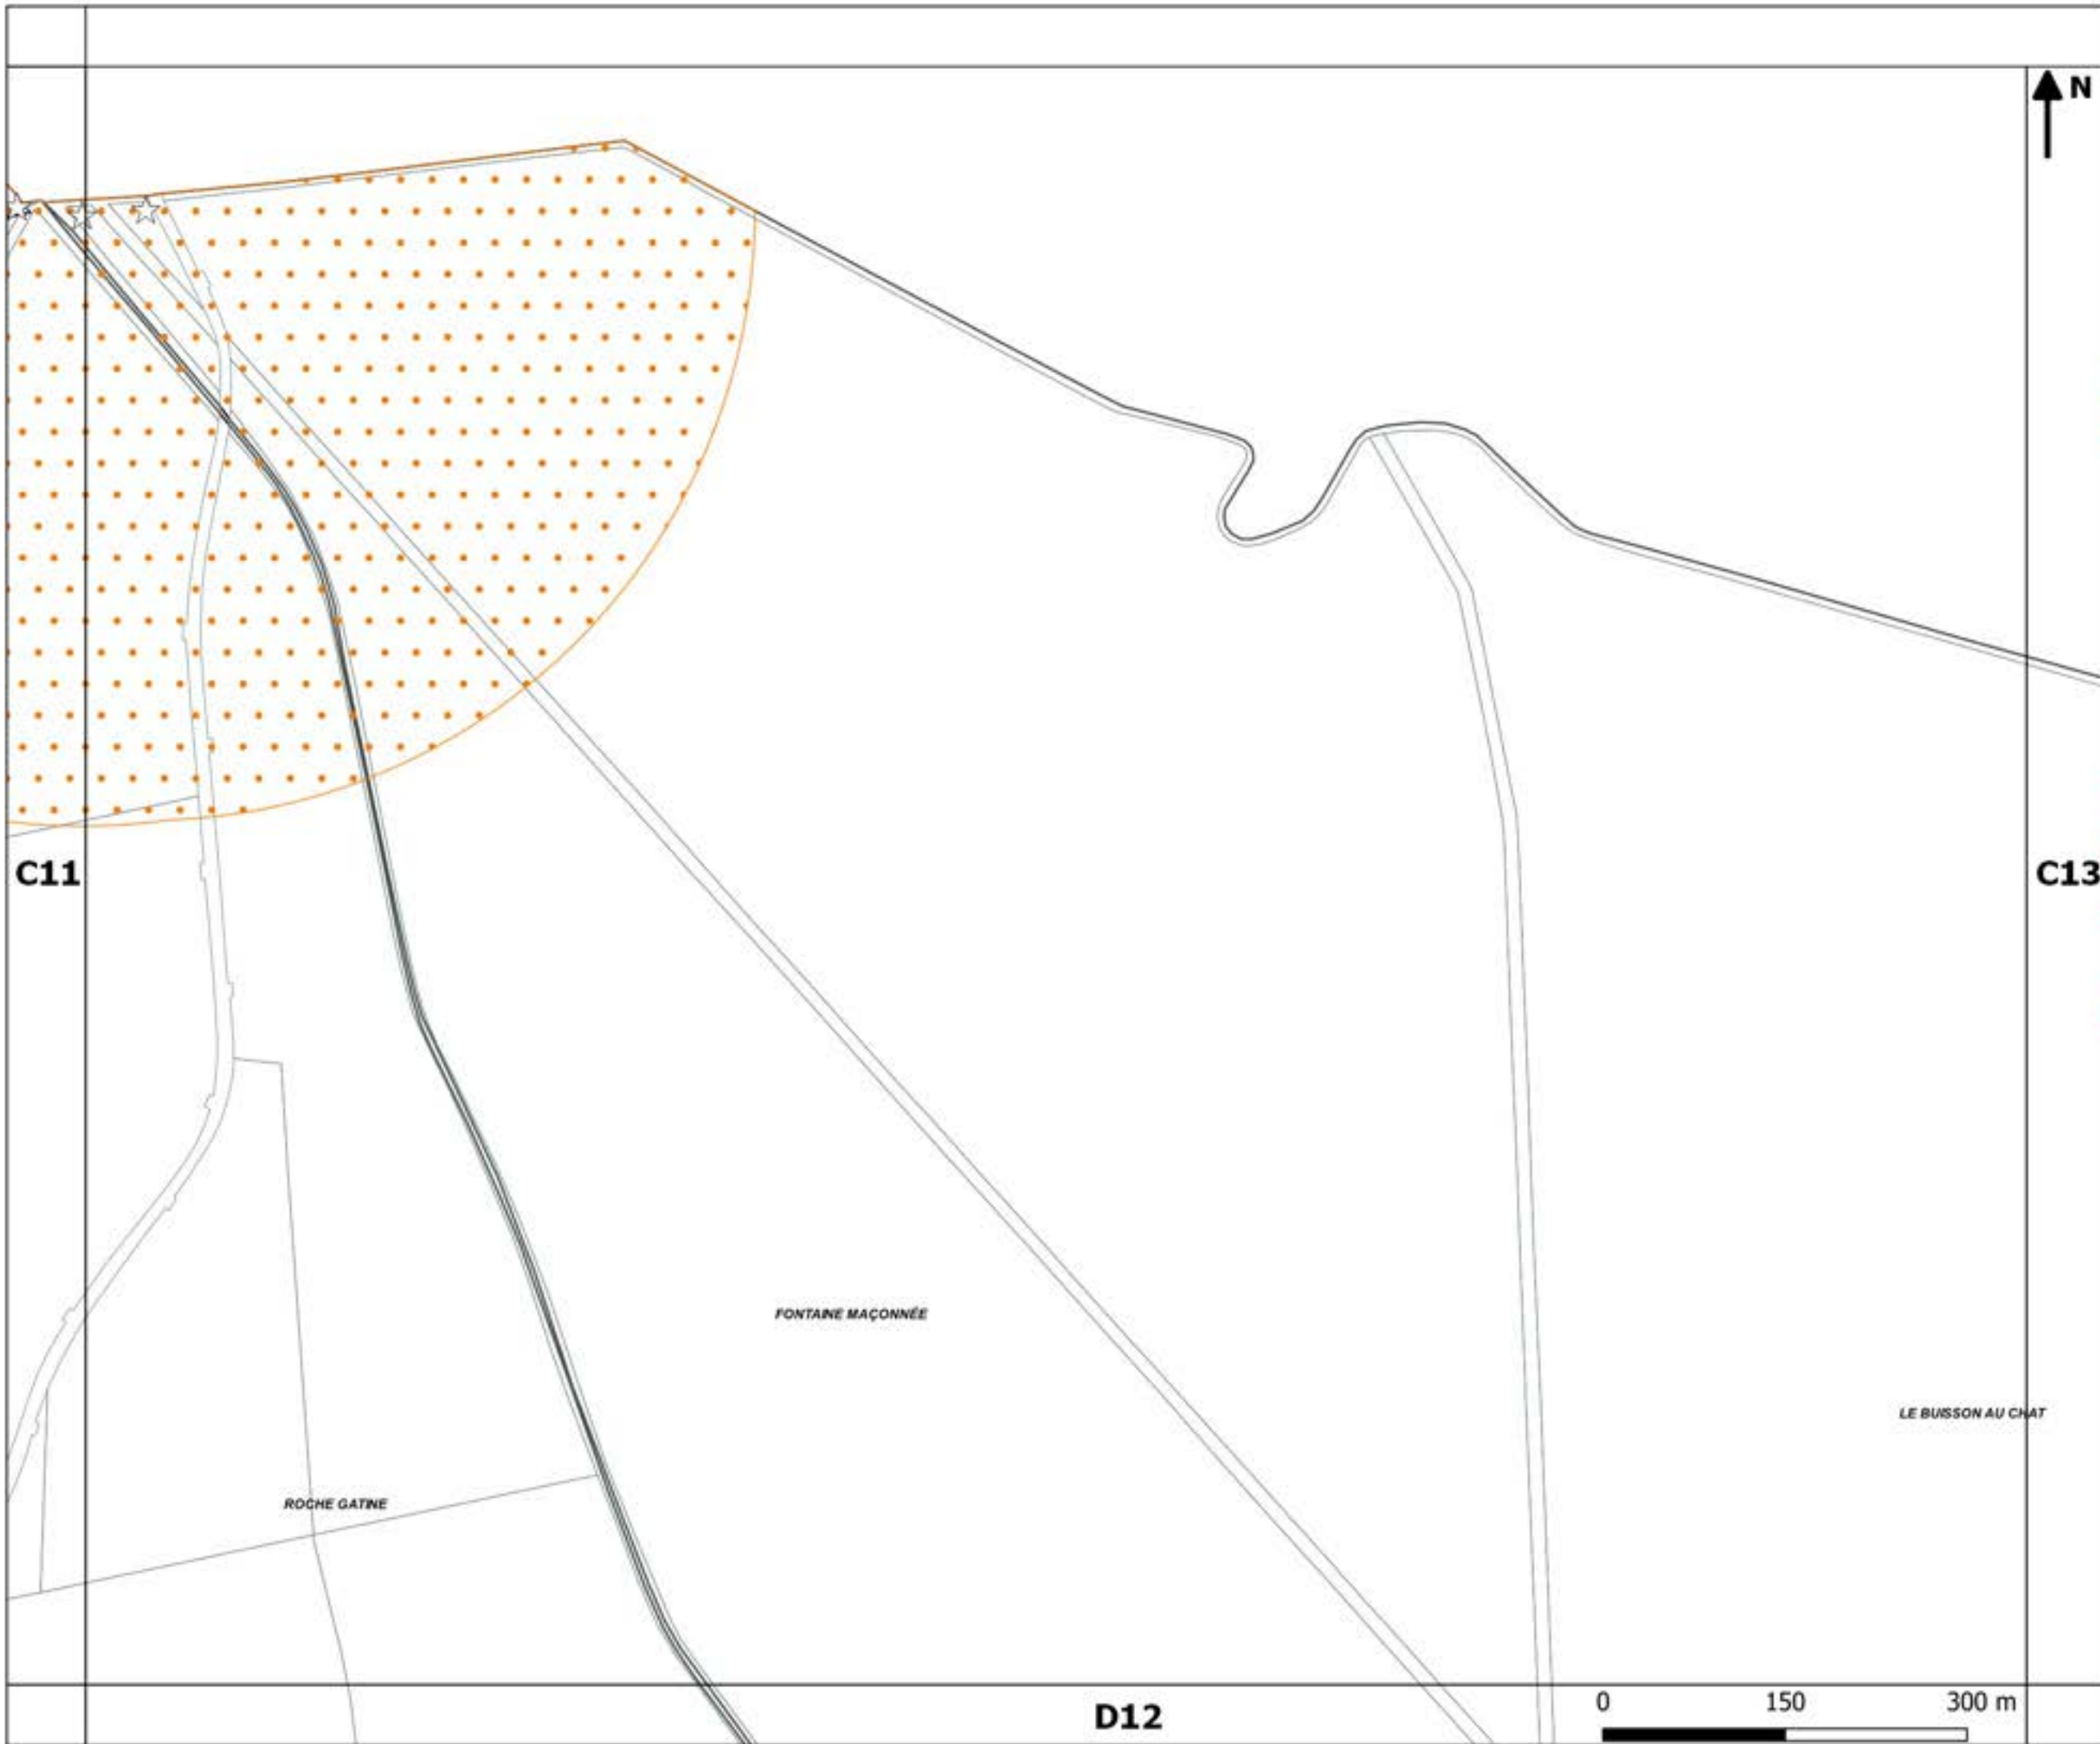 N
C11
C13
FONTAINE MAÇONNÉE
LE BUISSON AU CHAT
ROCHE GATINE
D12
0 150 300 m